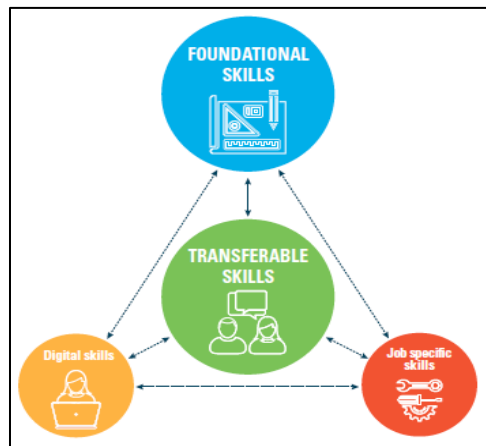 FOUNDATIONAL
SKILLS
TRANSFERABLE
SKILLS
Digital skills
Job specific
skills